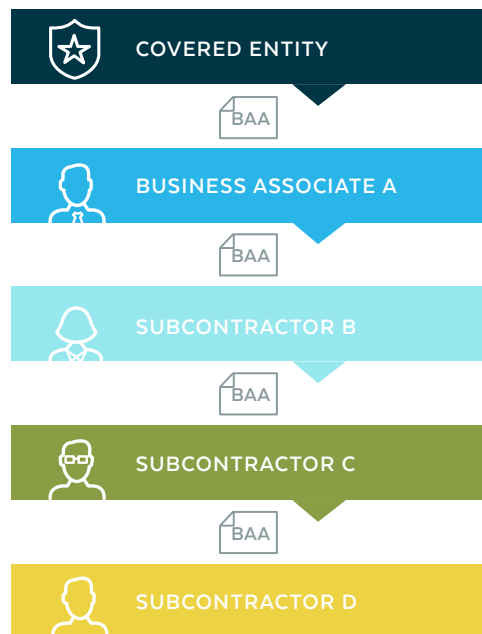 COVERED ENTITY
BAA
BUSINESS ASSOCIATE A
BAA
SUBCONTRACTOR B
BAA
SUBCONTRACTOR C
BAA
SUBCONTRACTOR D